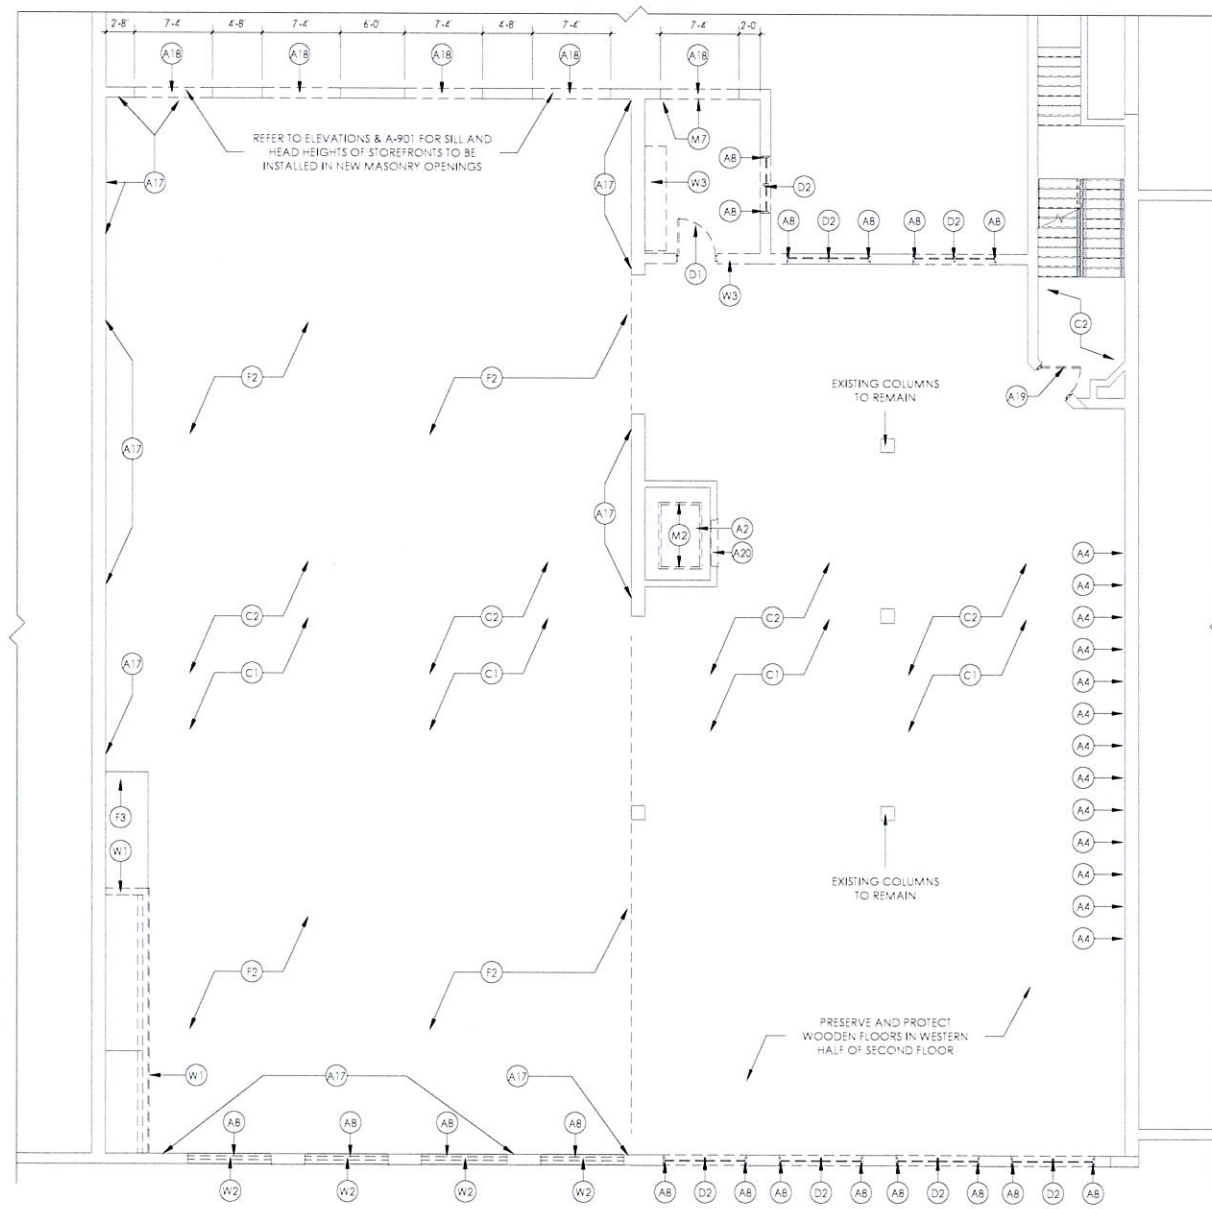 2'-8" 7'-4" 4'-8" 7'-4" 6'-0" 7'-4" 4'-8" 7'-4" 7'-4" 2'-0"
A18 A18 A18 A18 A18
REFER TO ELEVATIONS & A-901 FOR SILL AND
HEAD HEIGHTS OF STOREFRONTS TO BE
INSTALLED IN NEW MASONRY OPENINGS
M7
A8
A17 A17 W3 D2
A8
A8 D2 A8 A8 D2 A8
D1
W3
C2
F2 F2
EXISTING COLUMNS
TO REMAIN
A19
A17
A17
M2
A2
A20
A4
A4
C2 C2 C2 C2 A4
A4
A17
C1 C1 C1 C1
A4
A4
A4
A4
F3
A4
W1
A4
EXISTING COLUMNS
TO REMAIN
A4
A4
A4
F2 F2
PRESERVE AND PROTECT
WOODEN FLOORS IN WESTERN
HALF OF SECOND FLOOR
W1 A17 A17
A8 A8 A8 A8
W2 W2 W2 W2 A8 D2 A8 A8 D2 A8 A8 D2 A8 A8 D2 A8